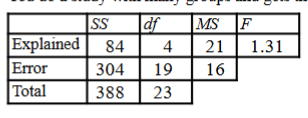 SS df MS F
Explained 84 4 21 1.31
Error 304 19 16
Total 388 23